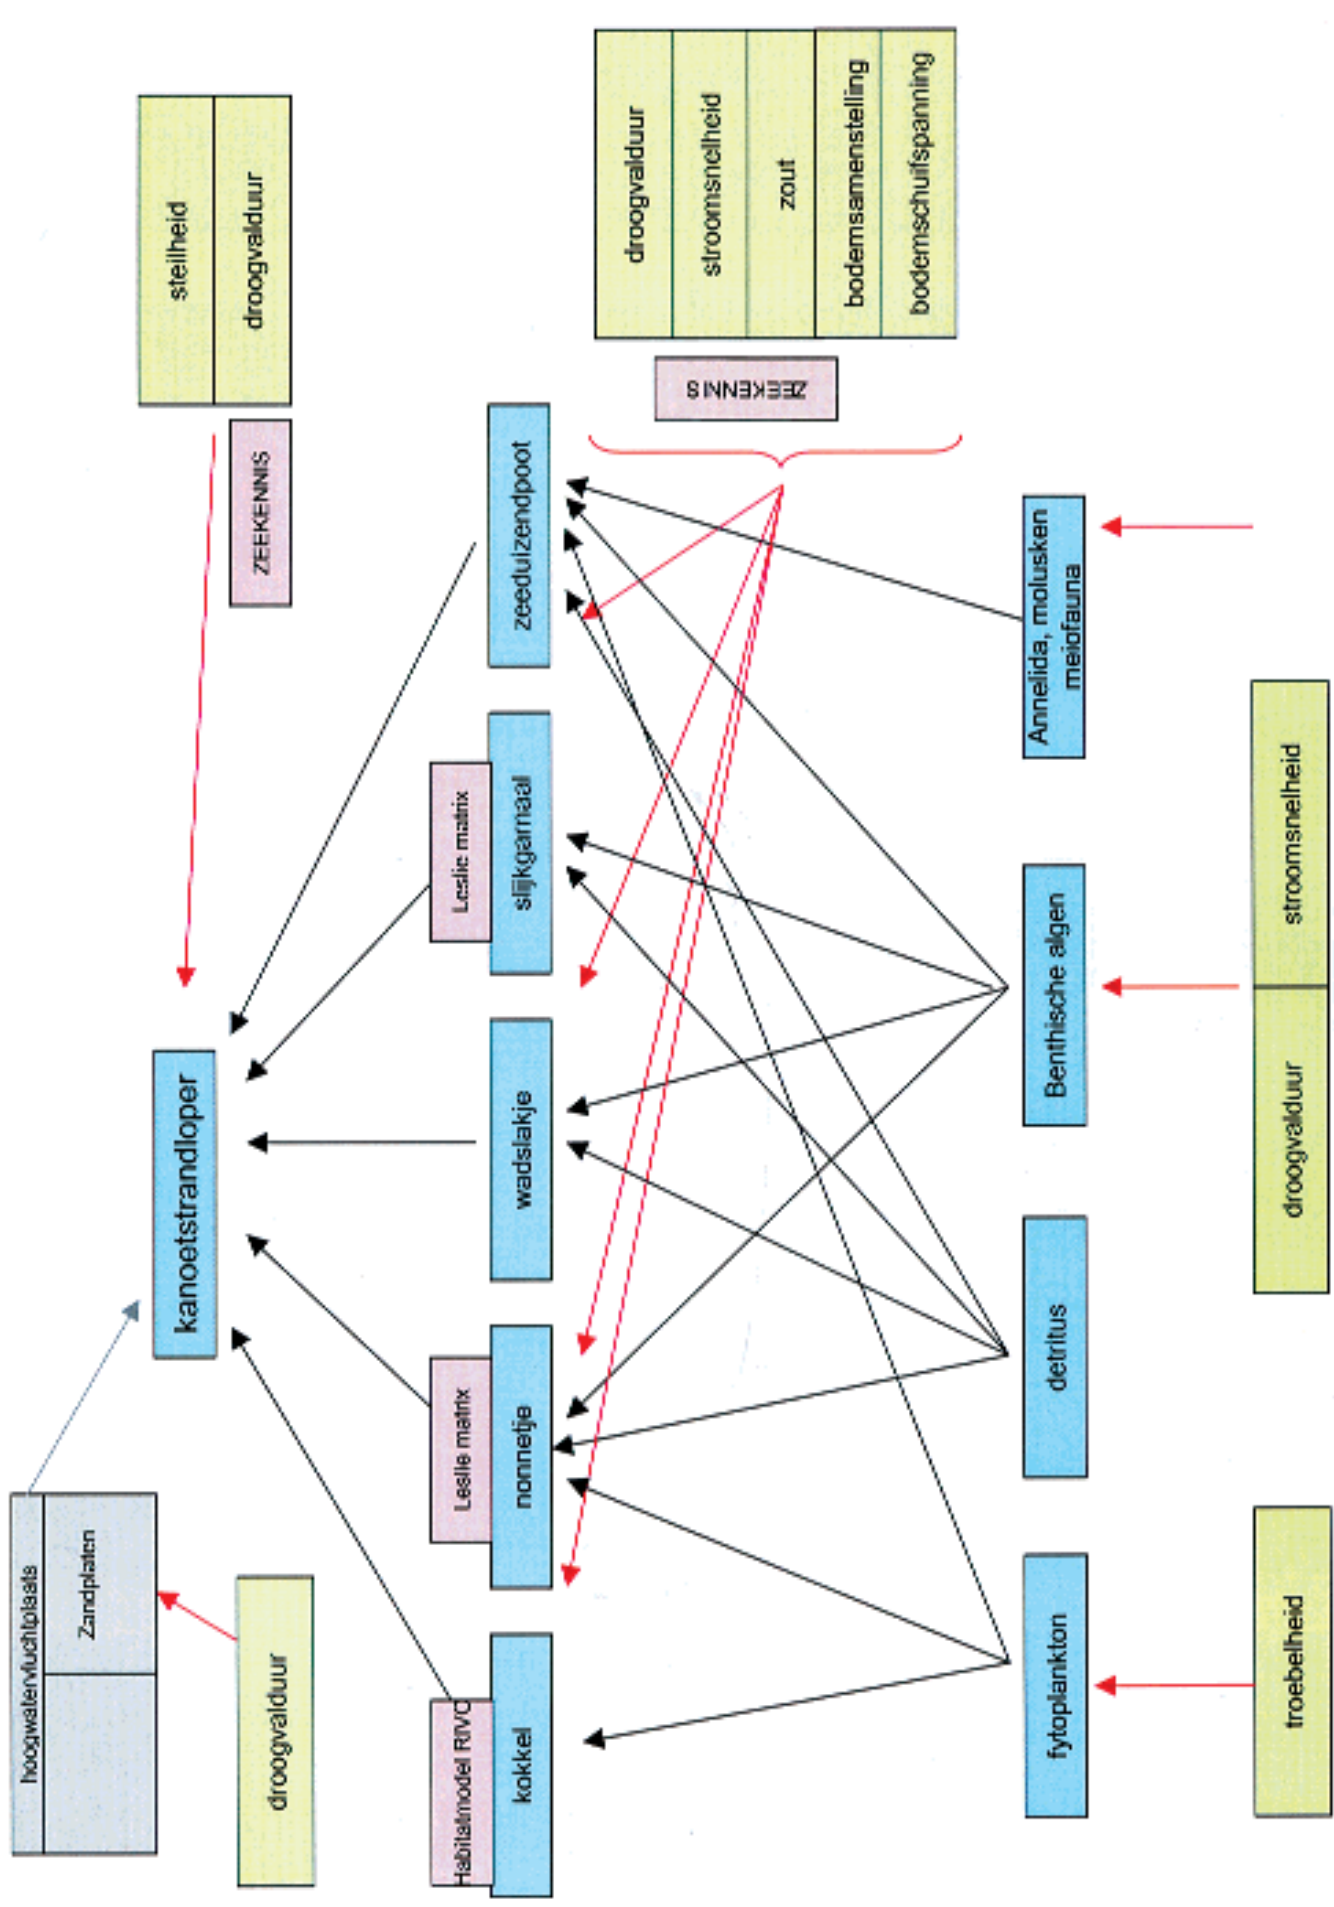 hoogwatervluchtplaats
Zandplaten
droogvalduur
kanoetstrandloper
steilheid
droogvalduur
ZEEKENNIS
Habitatmodel RIVO
kokkel
Leslie matrix
nonnetje
wadslakje
Leslie matrix
slijkgarnaal
zeeduizendpoot
ZEEKENNIS
droogvalduur
stroomsnelheid
zout
bodemsamenstelling
bodemschuifspanning
fytoplankton
detritus
Benthische algen
Annelida, molusken
meiofauna
troebelheid
droogvalduur
stroomsnelheid